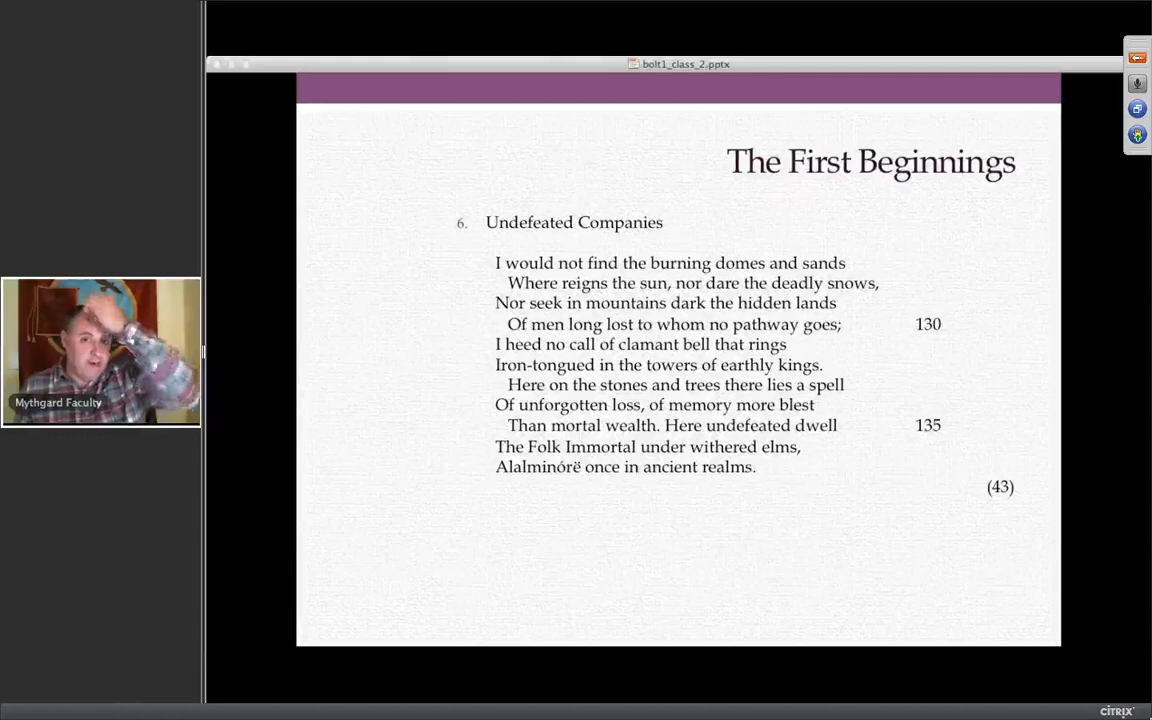 bolt1_class_2.pptx
The First Beginnings
6. Undefeated Companies
I would not find the burning domes and sands
Where reigns the sun, nor dare the deadly snows,
Nor seek in mountains dark the hidden lands
Of men long lost to whom no pathway goes; 130
I heed no call of clamant bell that rings
Iron-tongued in the towers of earthly kings.
Here on the stones and trees there lies a spell
Of unforgotten loss, of memory more blest
Than mortal wealth. Here undefeated dwell 135
The Folk Immortal under withered elms,
Alalminórë once in ancient realms.
(43)
Mythgard Faculty
CITRIX